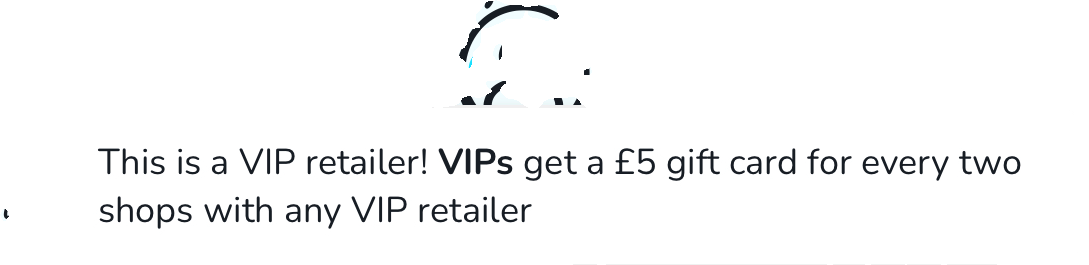 This is a VIP retailer! VIPs get a £5 gift card for every two
shops with any VIP retailer